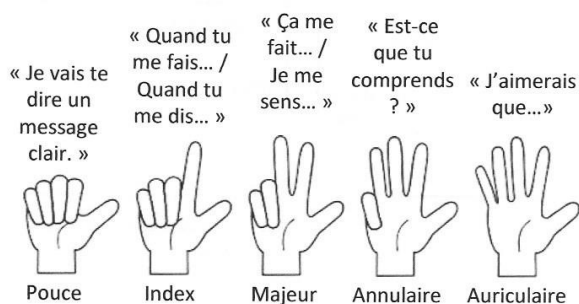 « Je vais te
dire un
message
clair. »
« Quand tu
me fais... /
Quand tu
me dis... »
« Ça me
fait... /
Je me
sens... »
« Est-ce
que tu
comprends
? »
« J'aimerais
que...»
Pouce
Index
Majeur
Annulaire
Auriculaire